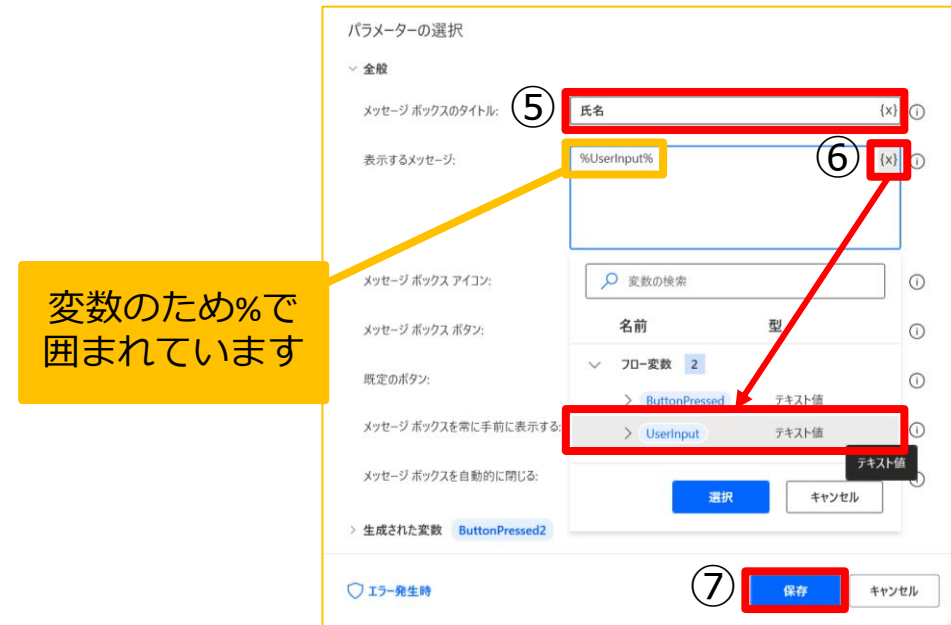 パラメーターの選択
全般
メッセージ ボックスのタイトル:
⑤
氏名
{x}
表示するメッセージ:
%UserInput%
⑥
{x}
変数のため%で
囲まれています
メッセージ ボックス アイコン:
変数の検索
メッセージ ボックス ボタン:
名前 型
既定のボタン:
フロー変数 2
ButtonPressed テキスト値
メッセージ ボックスを常に手前に表示する:
UserInput テキスト値
テキスト値
メッセージ ボックスを自動的に閉じる:
選択 キャンセル
生成された変数 ButtonPressed2
エラー発生時
⑦
保存 キャンセル